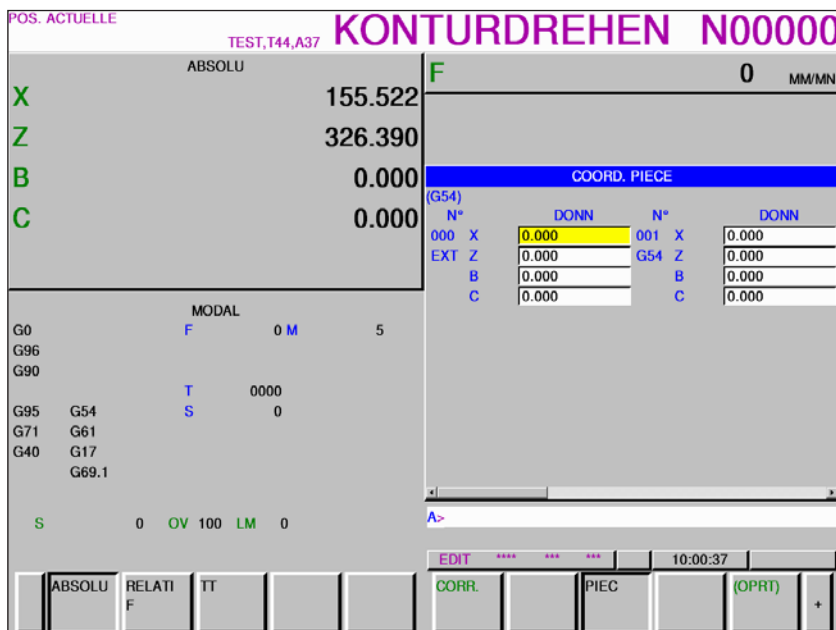 POS. ACTUELLE
TEST,T44,A37 KONTURDREHEN N00000
ABSOLU
X 155.522
Z 326.390
B 0.000
C 0.000
F 0 MM/MN
COORD. PIECE
(G54)
N° DONN N° DONN
000 X 0.000 001 X 0.000
EXT Z 0.000 G54 Z 0.000
B 0.000 B 0.000
C 0.000 C 0.000
MODAL
G0 F 0 M 5
G96
G90
T 0000
G95 G54 S 0
G71 G61
G40 G17
G69.1
S 0 OV 100 LM 0
A>
EDIT **** *** *** 10:00:37
ABSOLU RELATI TT CORR. PIEC (OPRT) +
F